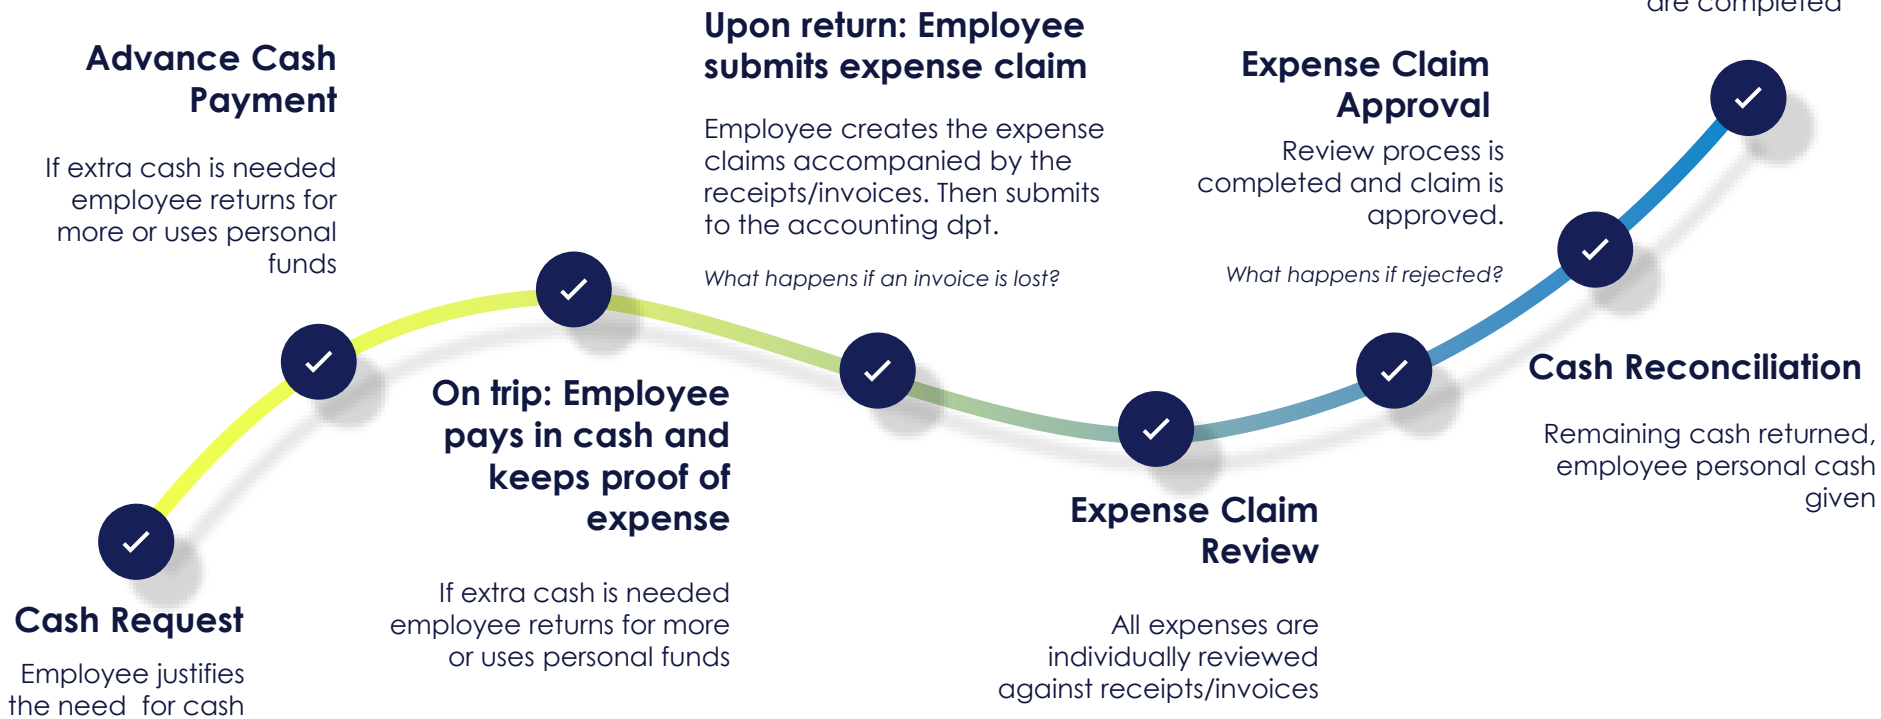 Cash Request
Employee justifies
the need  for cash
Advance Cash
Payment
If extra cash is needed
employee returns for
more or uses personal
funds
On trip: Employee
pays in cash and
keeps proof of
expense
If extra cash is needed
employee returns for more
or uses personal funds
Upon return: Employee
submits expense claim
Employee creates the expense
claims accompanied by the
receipts/invoices. Then submits
to the accounting dpt.
What happens if an invoice is lost?
Expense Claim
Review
All expenses are
individually reviewed
against receipts/invoices
Expense Claim
Approval
Review process is
completed and claim is
approved.
What happens if rejected?
Cash Reconciliation
Remaining cash returned,
employee personal cash
given
are completed